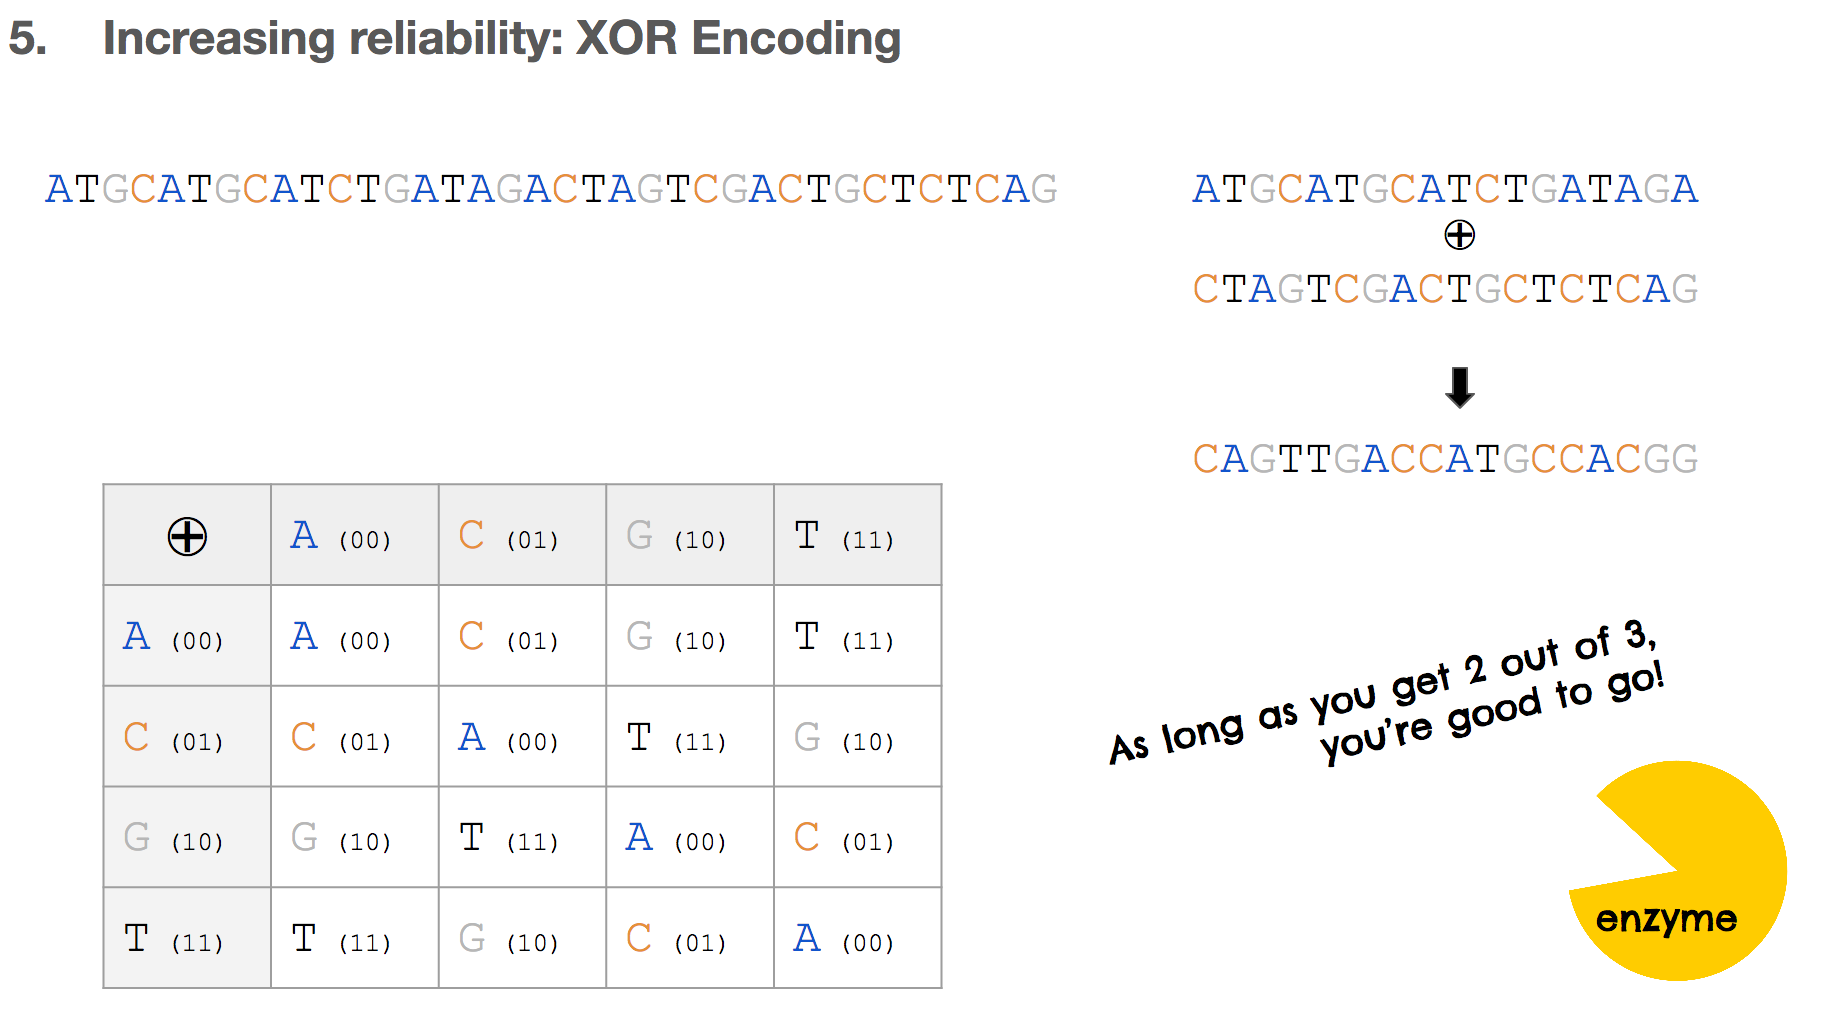 5. Increasing reliability: XOR Encoding
ATGCATGCATCTGATAGACTAGTCGACTGCTCTCAG
ATGCATGCATCTGATAGA
⊕
CTAGTCGACTGCTCTCAG
CAGTTGACCATGCCACGG
⊕ A (00) C (01) G (10) T (11)
A (00) A (00) C (01) G (10) T (11)
C (01) C (01) A (00) T (11) G (10)
G (10) G (10) T (11) A (00) C (01)
T (11) T (11) G (10) C (01) A (00)
As long as you get 2 out of 3,
you're good to go!
enzyme